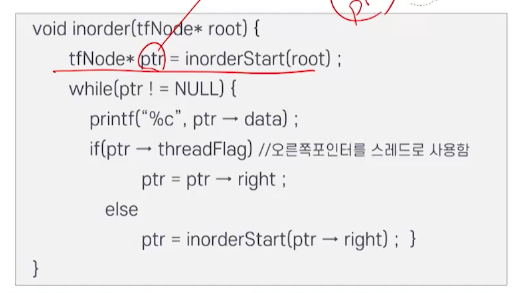 void inorder(tfNode* root) {
tfNode* ptr = inorderStart(root) ;
while(ptr ! = NULL) {
printf(“%c”, ptr → data) ;
if(ptr → threadFlag) //오른쪽포인터를 스레드로 사용함
ptr = ptr → right ;
else
ptr = inorderStart(ptr → right) ; }
}